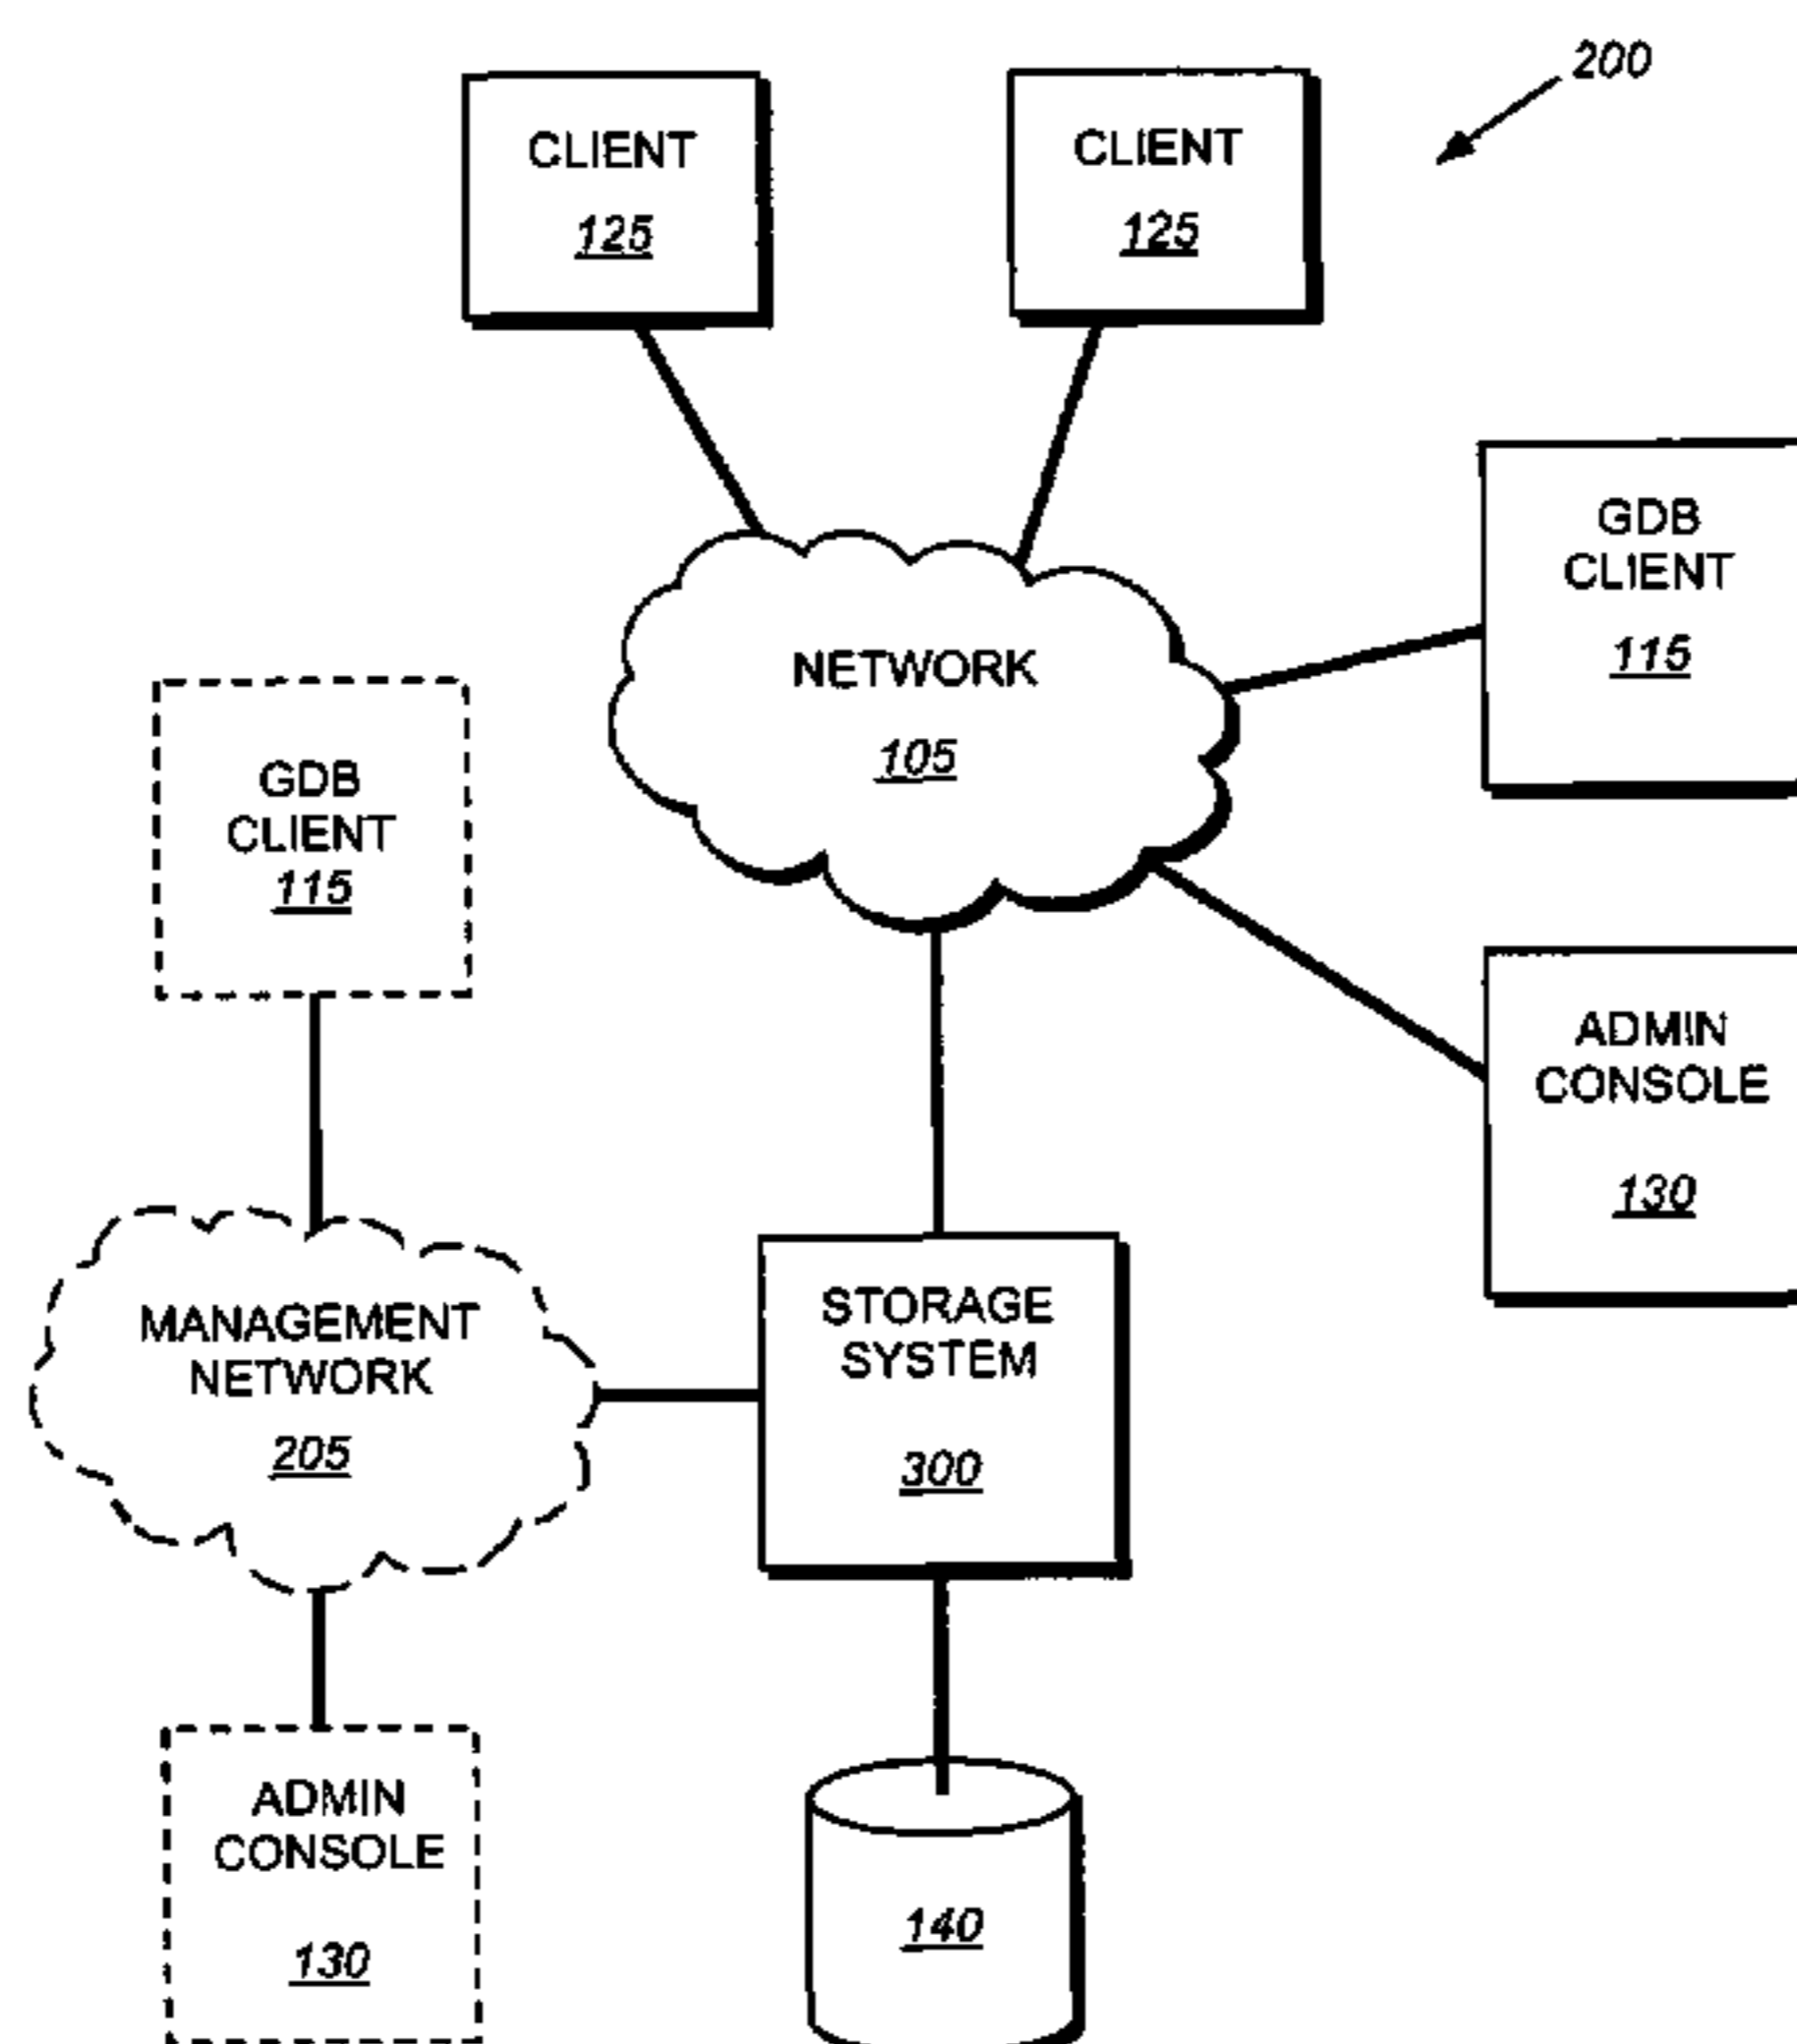 200
CLIENT
125
CLIENT
125
GDB
CLIENT
115
NETWORK
105
GDB
CLIENT
115
ADMIN
CONSOLE
130
MANAGEMENT
NETWORK
205
STORAGE
SYSTEM
300
ADMIN
CONSOLE
130
140